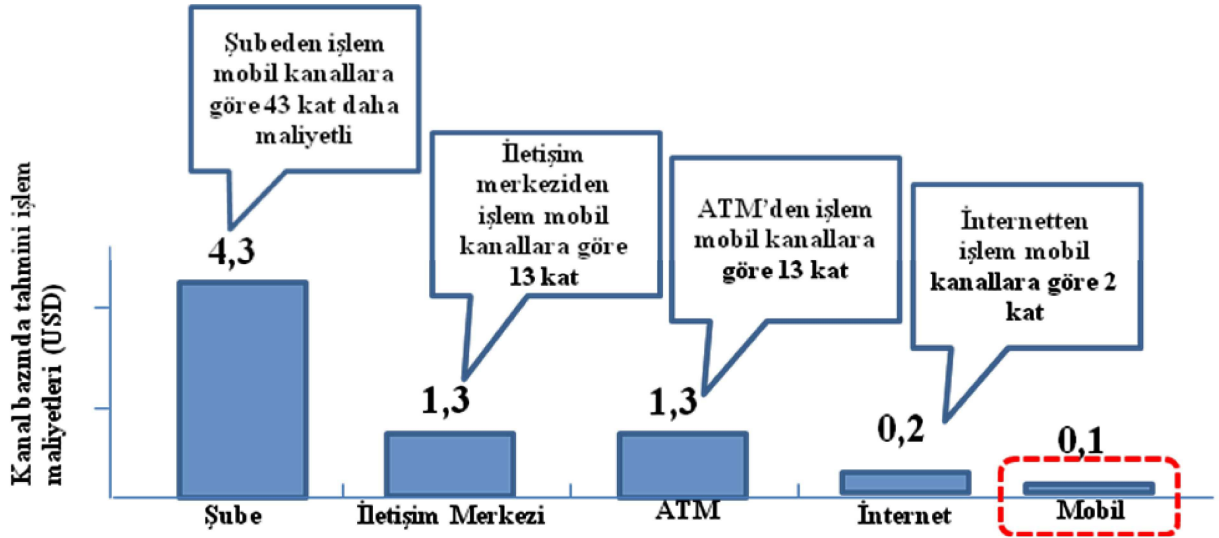 Şubeden işlem
mobil kanallara
göre 43 kat daha
maliyetli
İletişim
merkeziden
işlem mobil
kanallara göre
13 kat
ATM’den işlem
mobil kanallara
göre 13 kat
İnternetten
işlem mobil
kanallara göre 2
kat
Kanal bazında tahmini işlem
maliyetleri (USD)
4,3
1,3
1,3
0,2
0,1
Şube
İletişim Merkezi
ATM
İnternet
Mobil